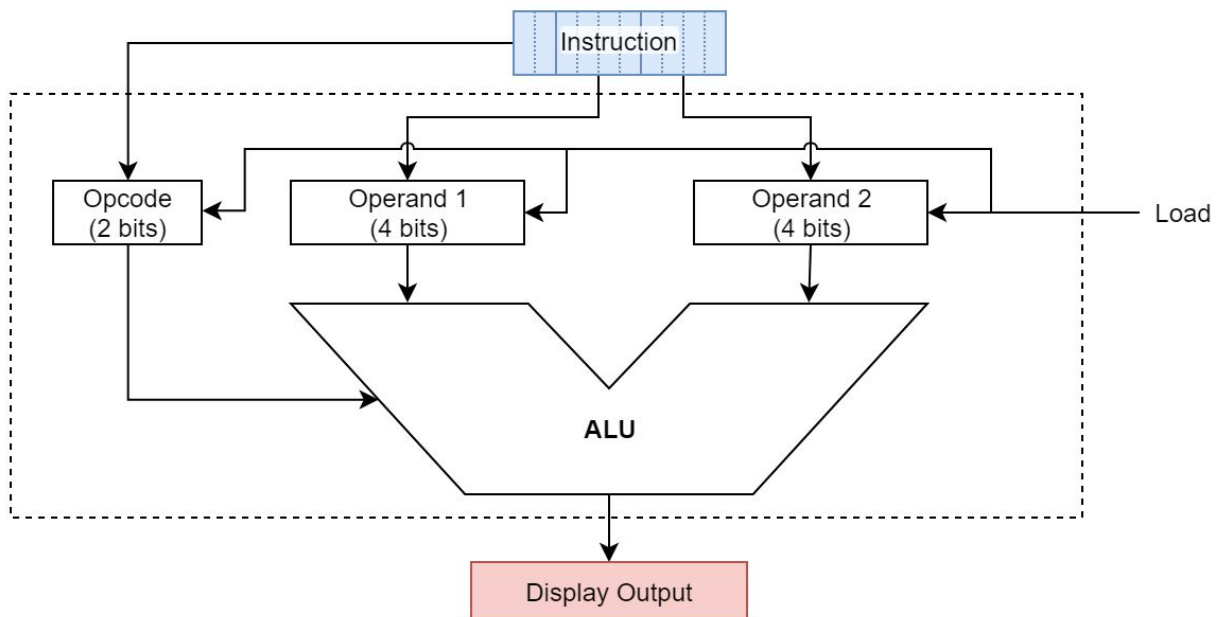 Instruction
Opcode
(2 bits)
Operand 1
(4 bits)
Operand 2
(4 bits)
Load
ALU
Display Output